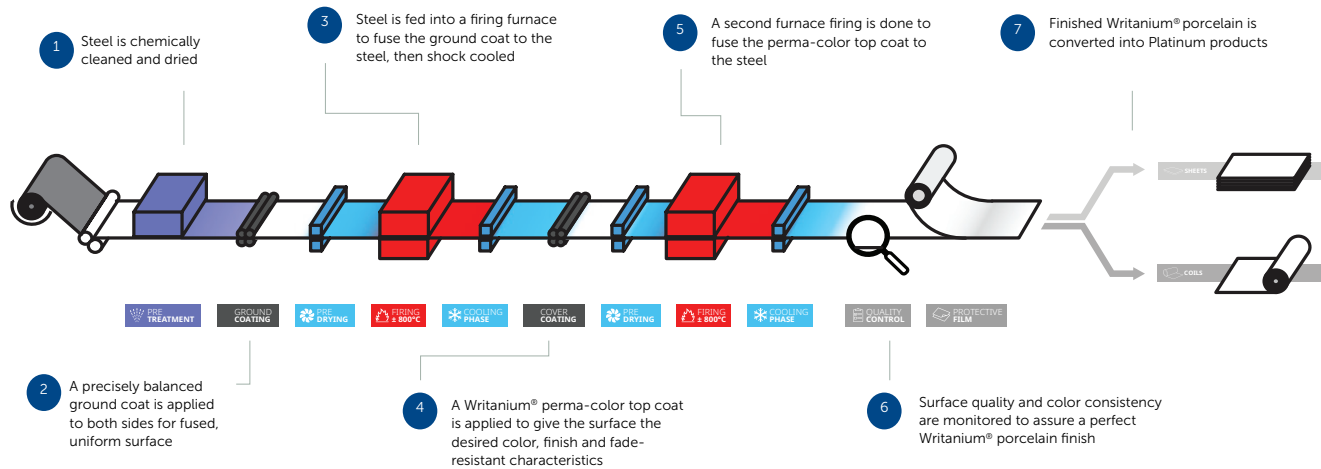 1
Steel is chemically
cleaned and dried
3
Steel is fed into a firing furnace
to fuse the ground coat to the
steel, then shock cooled
5
A second furnace firing is done to
fuse the perma-color top coat to
the steel
7
Finished Writanium® porcelain is
converted into Platinum products
SHEETS
COILS
PRE
TREATMENT
GROUND
COATING
PRE
DRYING
FIRING
± 800°C
COOLING
PHASE
COVER
COATING
PRE
DRYING
FIRING
± 800°C
COOLING
PHASE
QUALITY
CONTROL
PROTECTIVE
FILM
2
A precisely balanced
ground coat is applied
to both sides for fused,
uniform surface
4
A Writanium® perma-color top coat
is applied to give the surface the
desired color, finish and fade-
resistant characteristics
6
Surface quality and color consistency
are monitored to assure a perfect
Writanium® porcelain finish